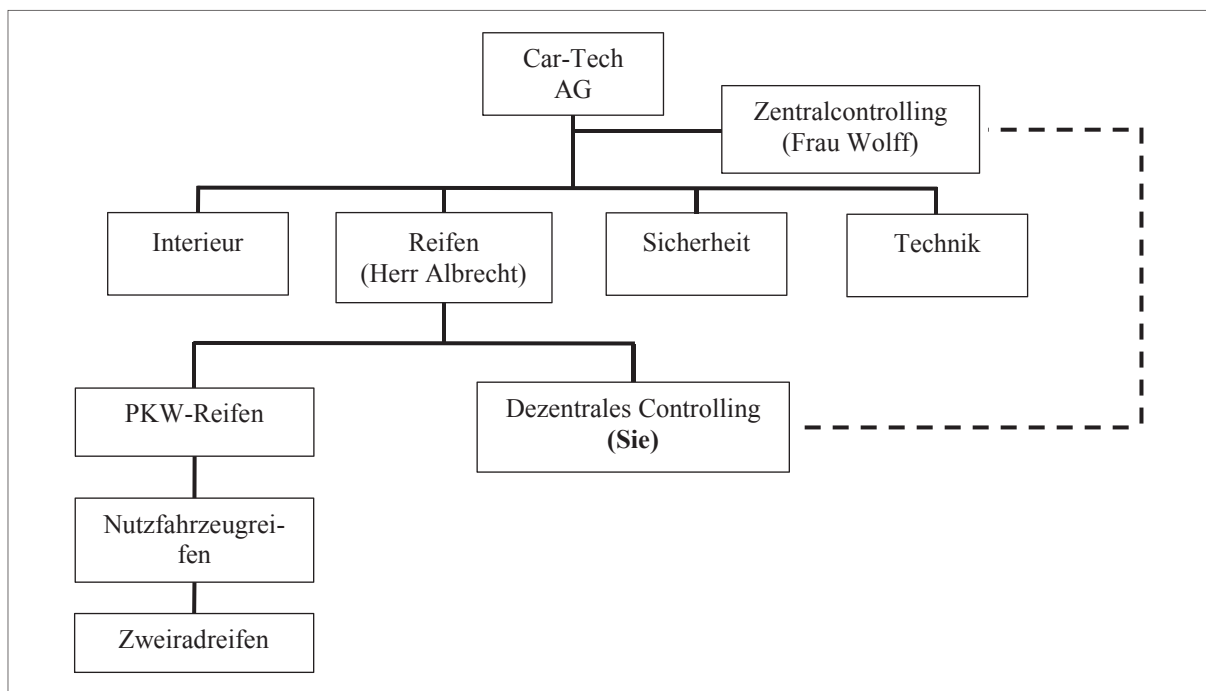 Car-Tech
AG
Zentralcontrolling
(Frau Wolff)
Interieur
Reifen
(Herr Albrecht)
Sicherheit
Technik
PKW-Reifen
Dezentrales Controlling
(Sie)
Nutzfahrzeugrei-
fen
Zweiradreifen